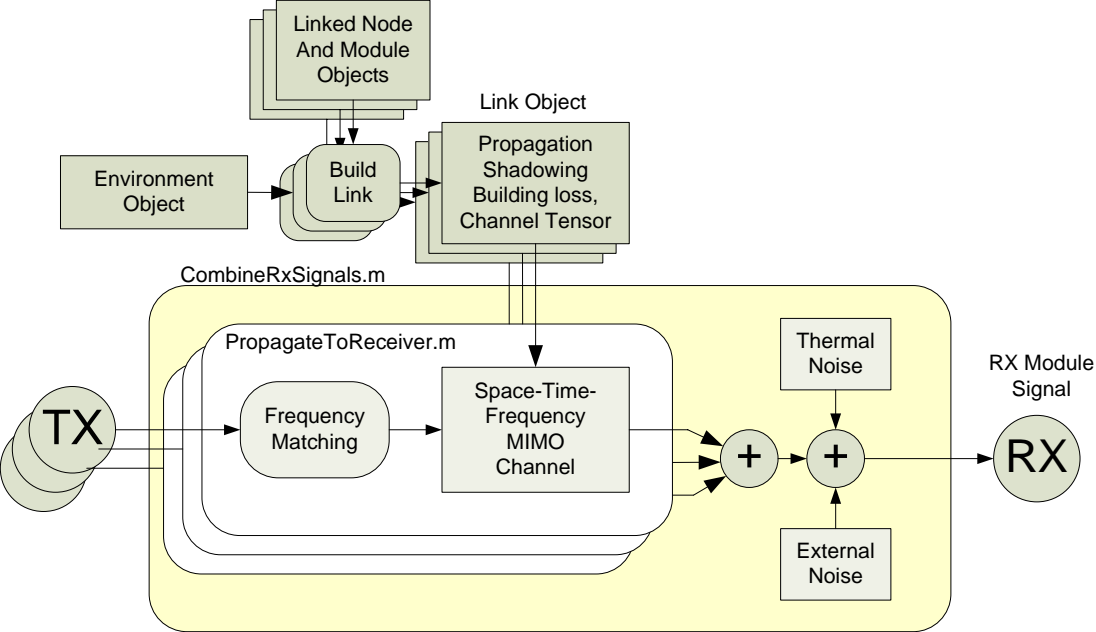 Linked Node
And Module
Objects
Link Object
Environment
Object
Build
Link
Propagation
Shadowing
Building loss,
Channel Tensor
CombineRxSignals.m
PropagateToReceiver.m
TX
Frequency
Matching
Space-Time-
Frequency
MIMO
Channel
+
+
Thermal
Noise
External
Noise
RX Module
Signal
RX